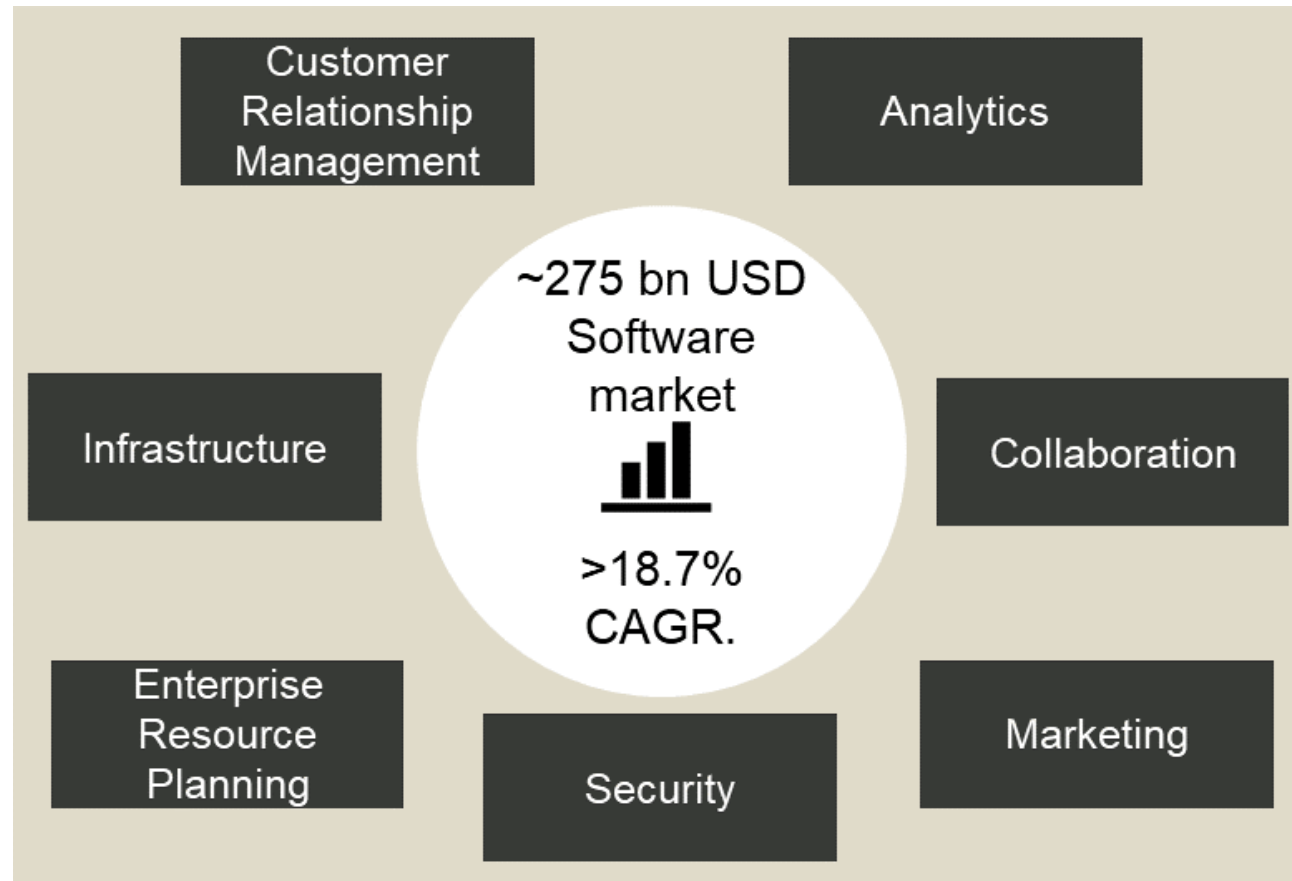 Customer
Relationship
Management
Analytics
~275 bn USD
Software
market
>18.7%
CAGR.
Infrastructure
Collaboration
Enterprise
Resource
Planning
Security
Marketing